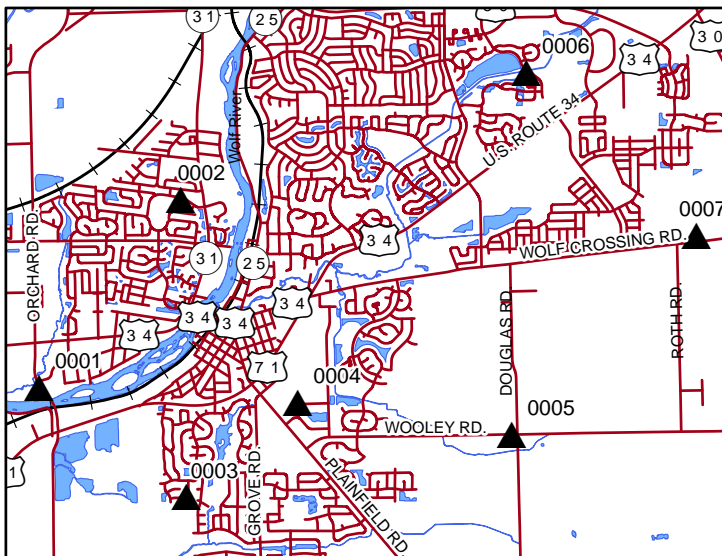 31
25
0006
34
30
Wolf River
U.S. ROUTE 34
0002
ORCHARD RD.
34
0007
WOLF CROSSING RD.
31
25
34
34
34
34
DOUGLAS RD.
ROTH RD.
71
0001
0004
0005
WOOLEY RD.
0003
GROVE RD.
PLAINFIELD RD.
1